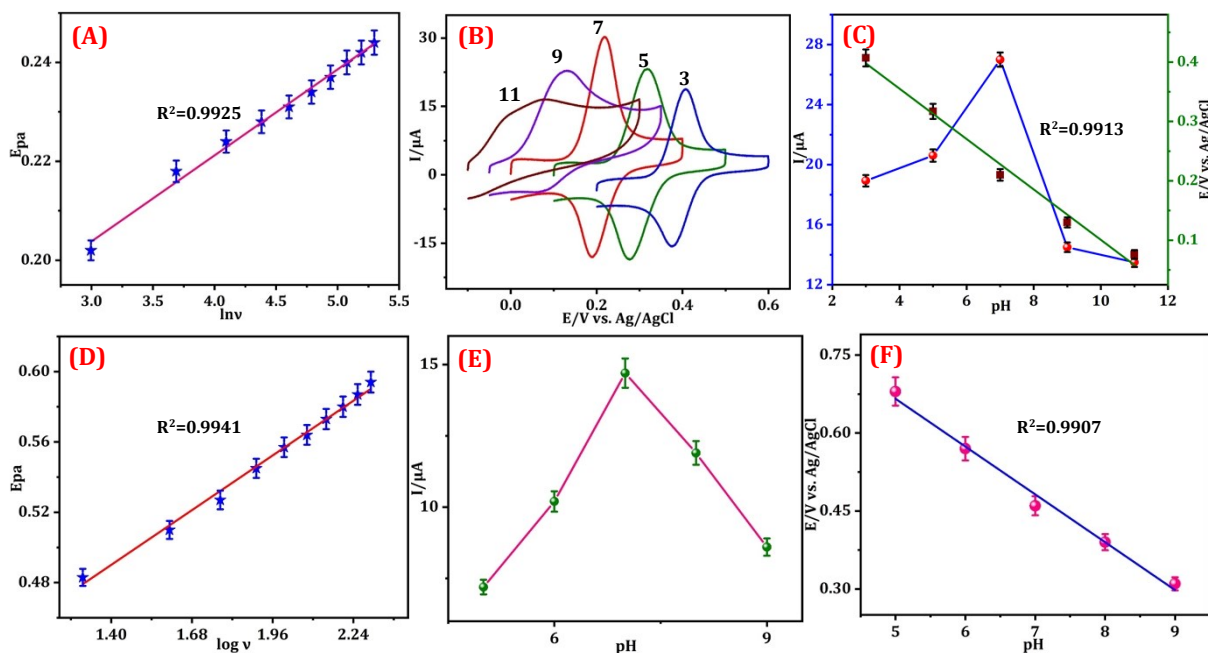 (A)
R²=0.9925
0.24
0.22
0.20
Epa
3.0 3.5 4.0 4.5 5.0 5.5
lnν
(B)
11
9
7
5
3
30
15
0
-15
I/µA
0.0 0.2 0.4 0.6
E/V vs. Ag/AgCl
(C)
R²=0.9913
28
24
20
16
12
I/µA
0.4
0.3
0.2
0.1
E/V vs. Ag/AgCl
2 4 6 8 10 12
pH
(D)
R²=0.9941
0.60
0.56
0.52
0.48
Epa
1.40 1.68 1.96 2.24
log ν
(E)
15
10
I/µA
6 9
pH
(F)
R²=0.9907
0.75
0.60
0.45
0.30
E/V vs. Ag/AgCl
5 6 7 8 9
pH